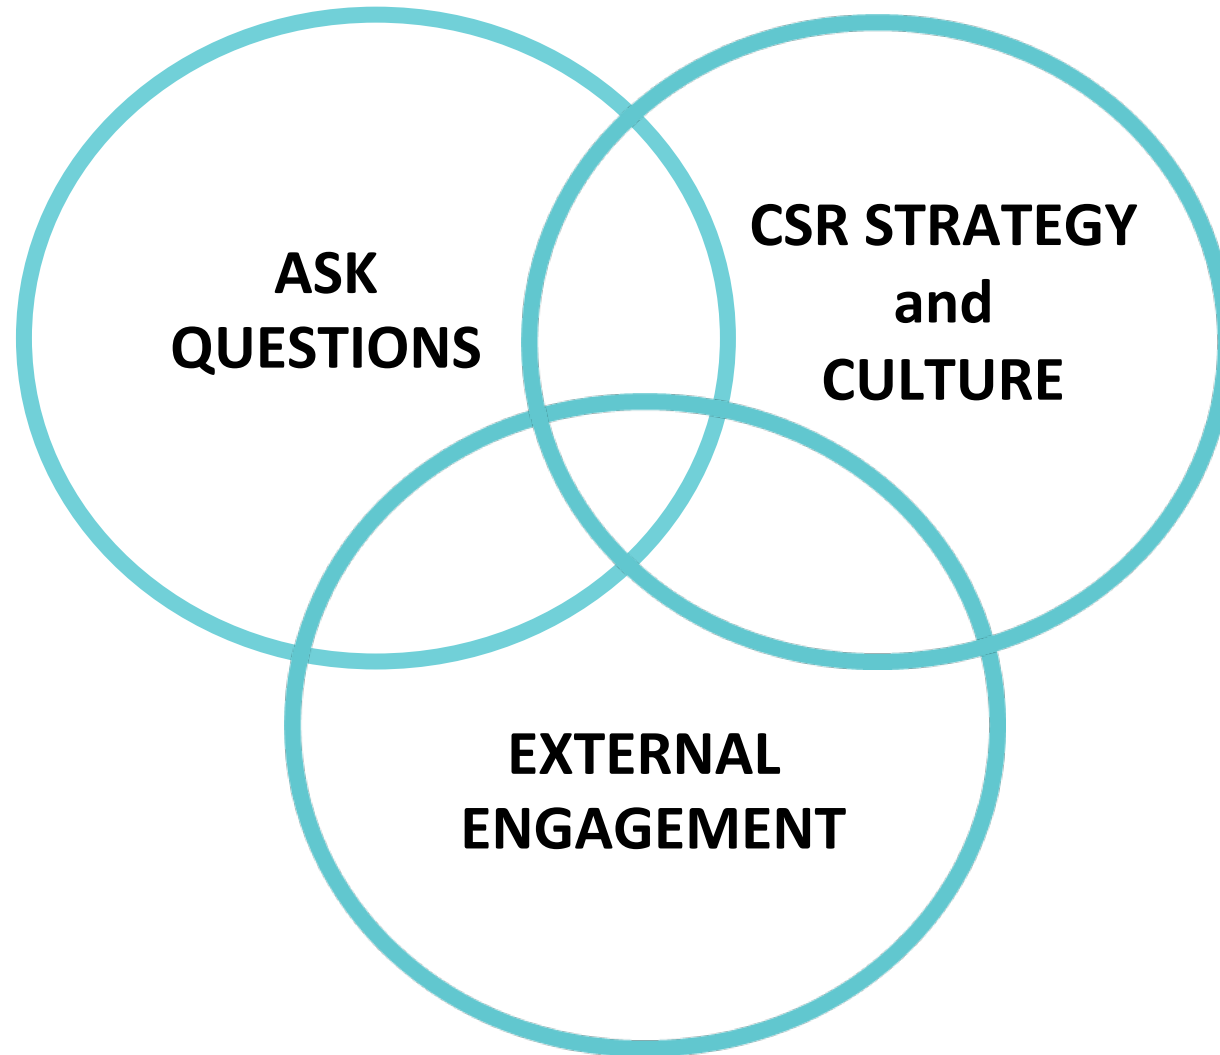 ASK
QUESTIONS
CSR STRATEGY
and
CULTURE
EXTERNAL
ENGAGEMENT